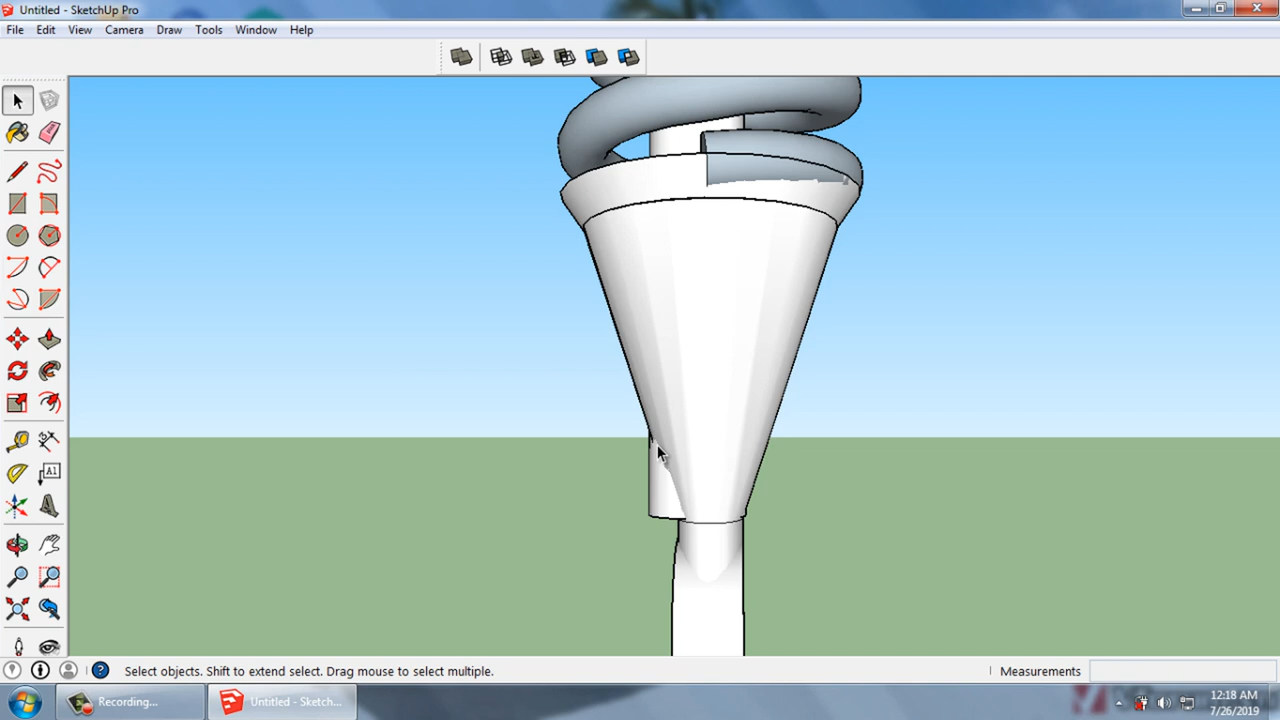 Untitled - SketchUp Pro
File Edit View Camera Draw Tools Window Help
A1
Select objects. Shift to extend select. Drag mouse to select multiple.
Measurements
Recording...
Untitled - Sketch...
12:18 AM
7/26/2019